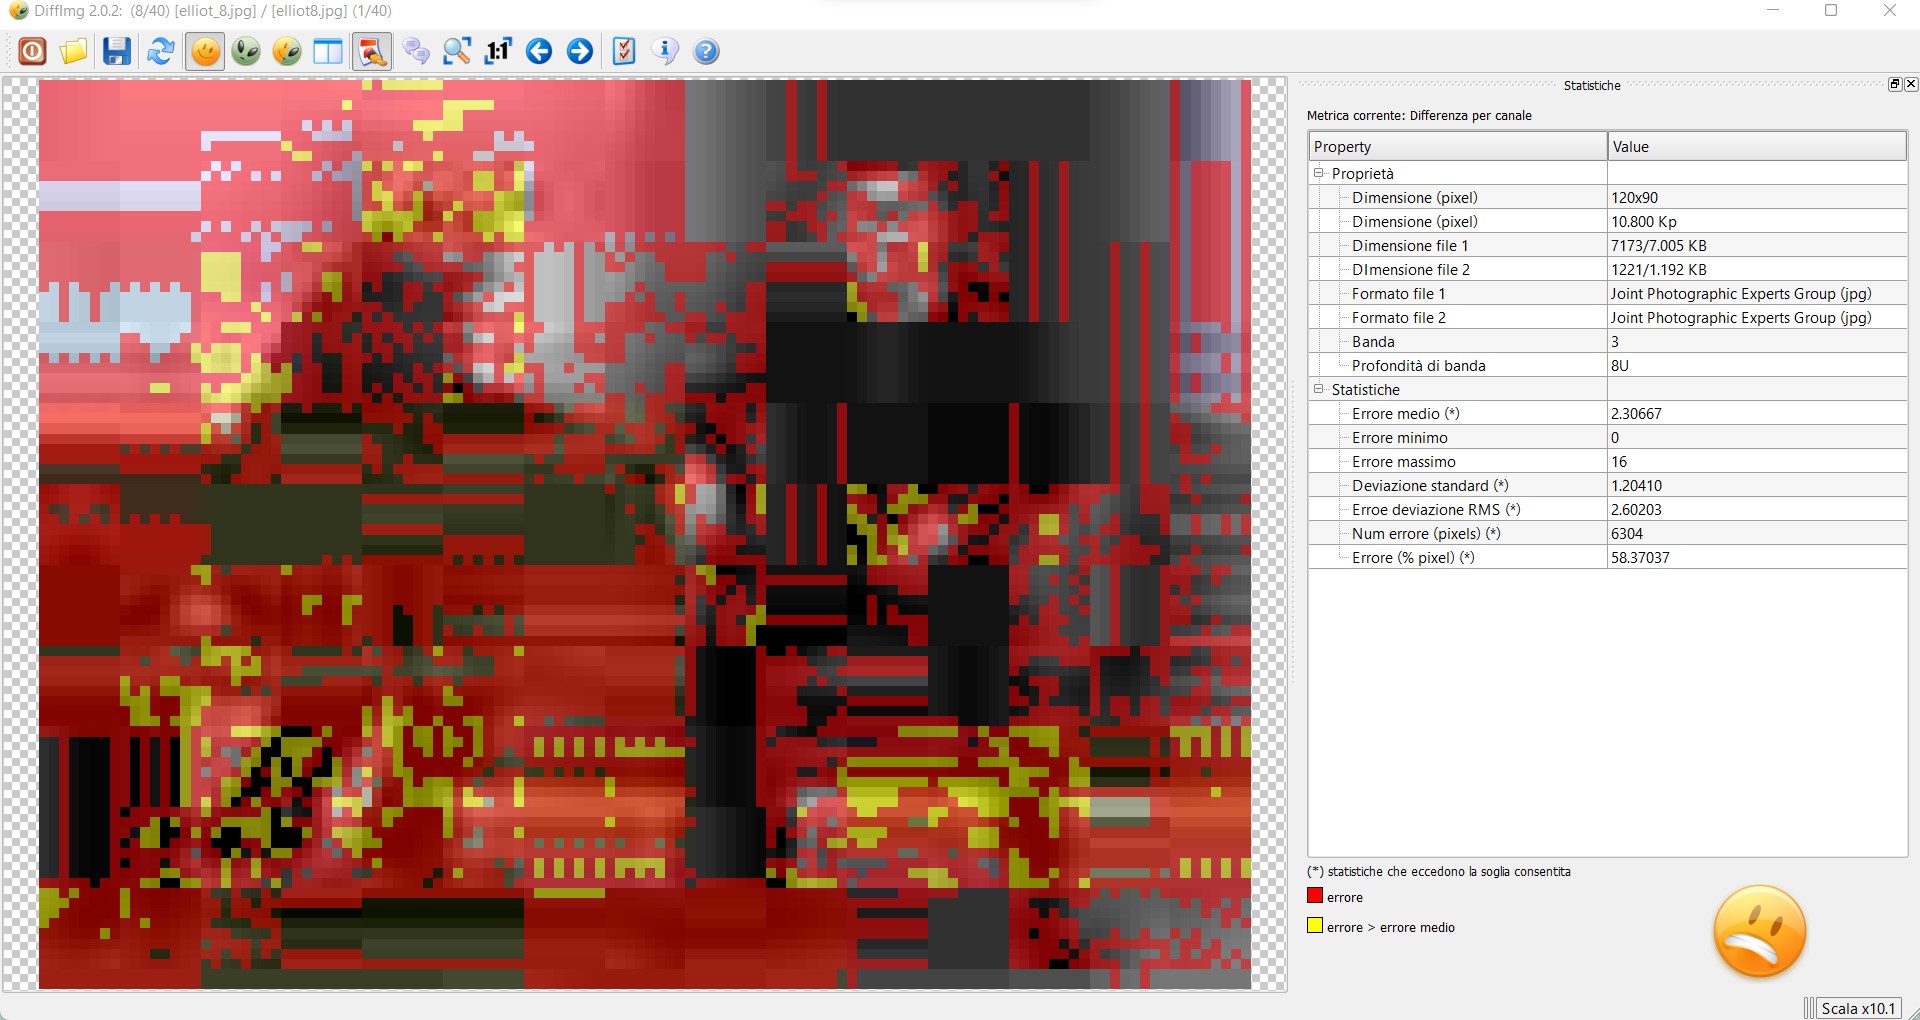 DiffImg 2.0.2: (8/40) [elliot_8.jpg] / [elliot8.jpg] (1/40)
1:1
Statistiche
Metrica corrente: Differenza per canale
Property Value
Proprietà
Dimensione (pixel) 120x90
Dimensione (pixel) 10.800 Kp
Dimensione file 1 7173/7.005 KB
DImensione file 2 1221/1.192 KB
Formato file 1 Joint Photographic Experts Group (jpg)
Formato file 2 Joint Photographic Experts Group (jpg)
Banda 3
Profondità di banda 8U
Statistiche
Errore medio (*) 2.30667
Errore minimo 0
Errore massimo 16
Deviazione standard (*) 1.20410
Erroe deviazione RMS (*) 2.60203
Num errore (pixels) (*) 6304
Errore (% pixel) (*) 58.37037
(*) statistiche che eccedono la soglia consentita
errore
errore > errore medio
Scala x10.1